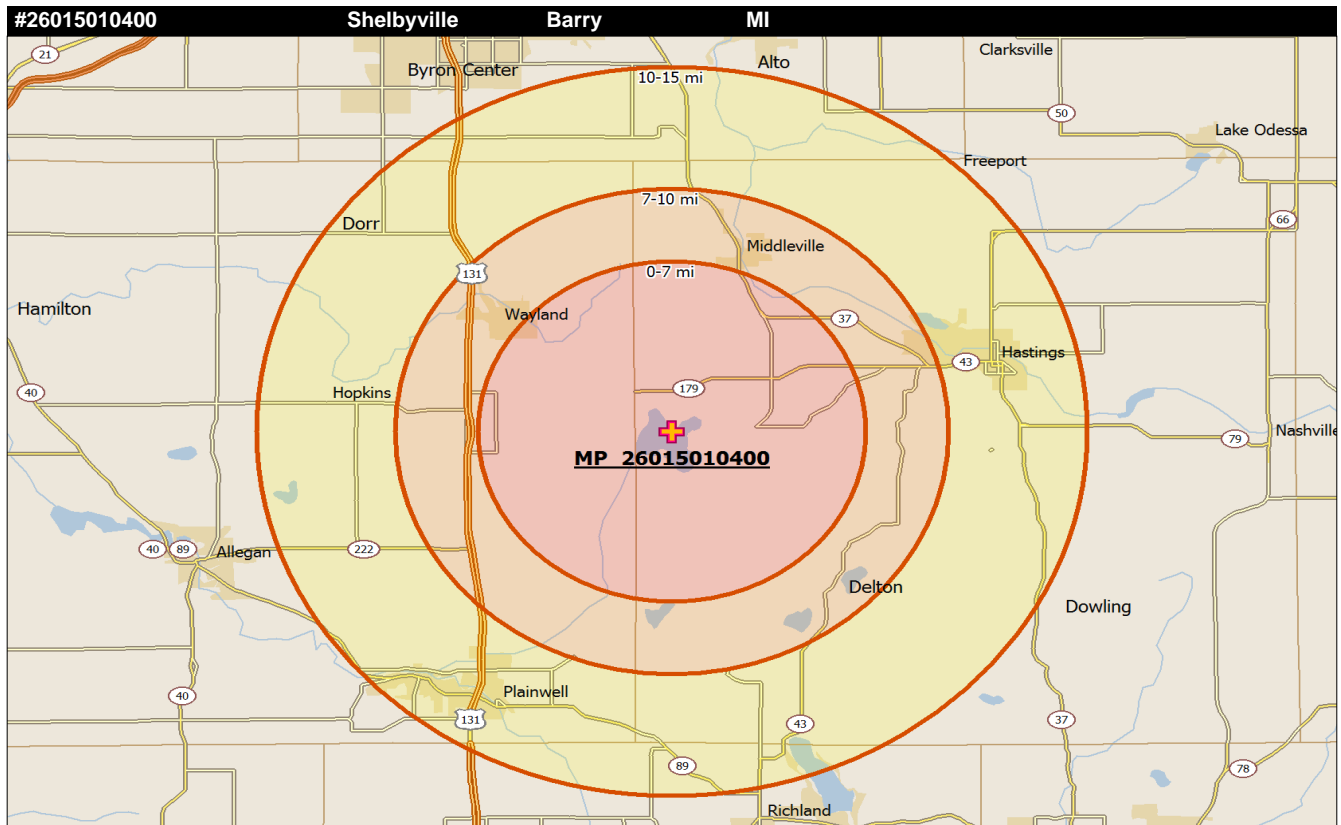 #26015010400 Shelbyville Barry MI
Clarksville
21
Alto
Byron Center
10-15 mi
50
Lake Odessa
Freeport
7-10 mi
66
Dorr
Middleville
0-7 mi
131
Hamilton
Wayland
37
Hastings
43
Hopkins
179
40
Nashville
79
MP 26015010400
40
89
Allegan
222
Delton
Dowling
Plainwell
40
131
43
37
89
78
Richland